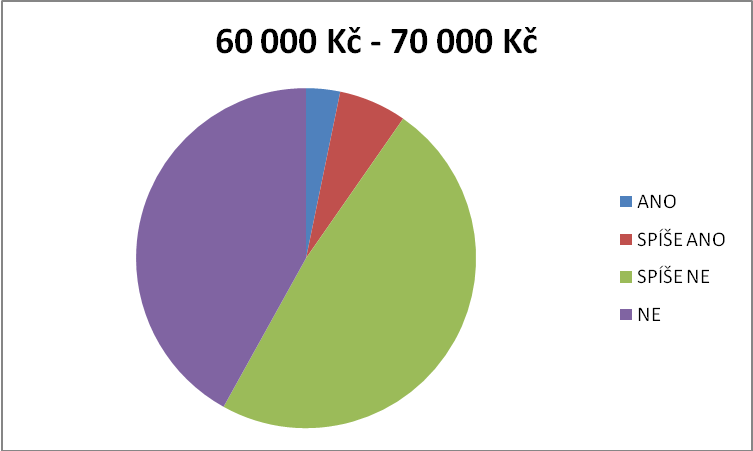 60 000 Kč - 70 000 Kč
ANO
SPÍŠE ANO
SPÍŠE NE
NE